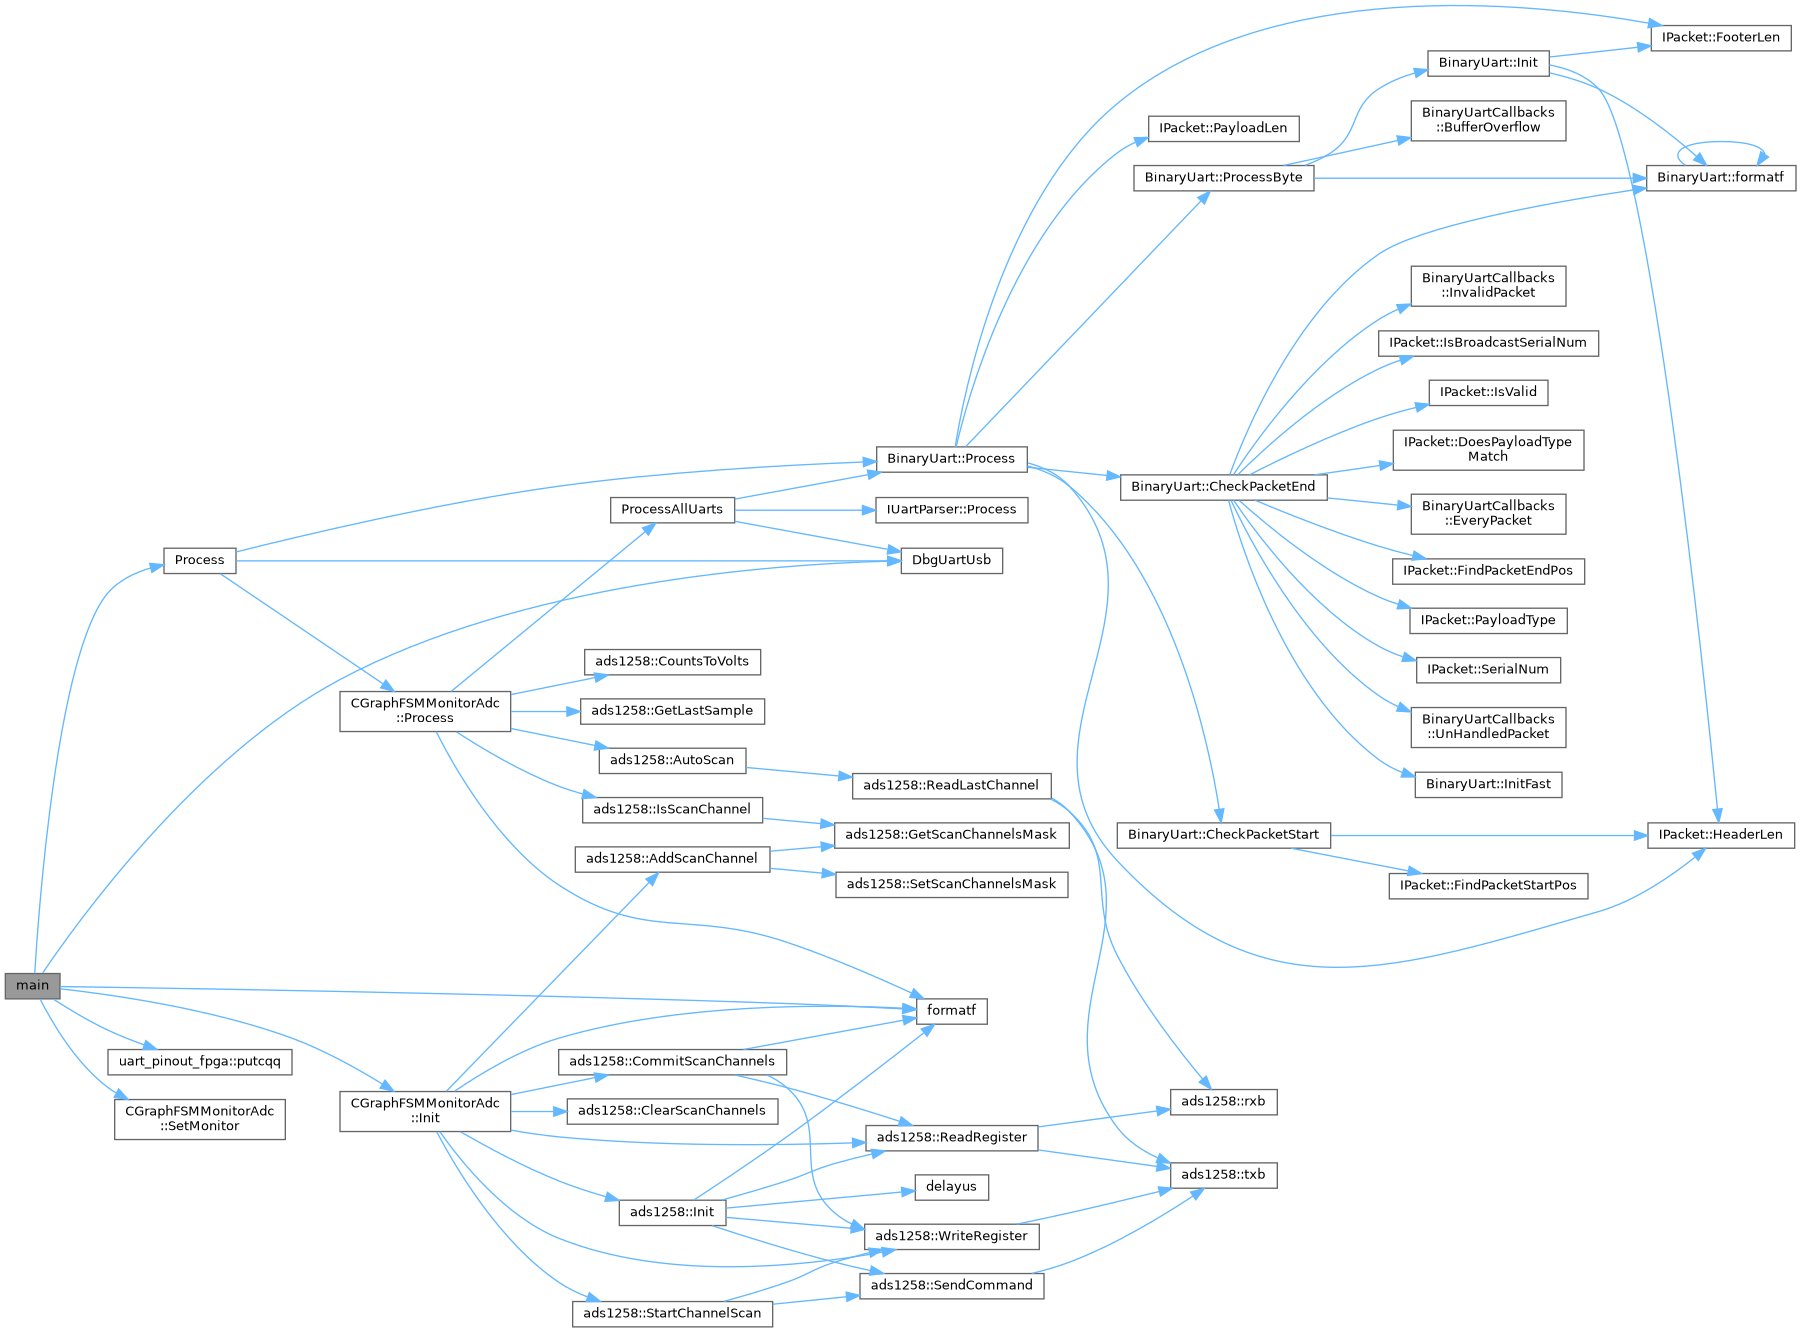 IPacket::FooterLen
BinaryUart::Init
BinaryUartCallbacks
::BufferOverflow
IPacket::PayloadLen
BinaryUart::ProcessByte
BinaryUart::formatf
BinaryUartCallbacks
::InvalidPacket
IPacket::IsBroadcastSerialNum
IPacket::IsValid
IPacket::DoesPayloadType
Match
BinaryUart::Process
BinaryUart::CheckPacketEnd
BinaryUartCallbacks
::EveryPacket
ProcessAllUarts
IUartParser::Process
Process
DbgUartUsb
IPacket::FindPacketEndPos
IPacket::PayloadType
ads1258::CountsToVolts
IPacket::SerialNum
CGraphFSMMonitorAdc
::Process
ads1258::GetLastSample
BinaryUartCallbacks
::UnHandledPacket
ads1258::AutoScan
ads1258::ReadLastChannel
BinaryUart::InitFast
ads1258::IsScanChannel
ads1258::GetScanChannelsMask
BinaryUart::CheckPacketStart
IPacket::HeaderLen
ads1258::AddScanChannel
ads1258::SetScanChannelsMask
IPacket::FindPacketStartPos
main
formatf
uart_pinout_fpga::putcqq
ads1258::CommitScanChannels
CGraphFSMMonitorAdc
::SetMonitor
CGraphFSMMonitorAdc
::Init
ads1258::ClearScanChannels
ads1258::rxb
ads1258::ReadRegister
ads1258::txb
delayus
ads1258::Init
ads1258::WriteRegister
ads1258::SendCommand
ads1258::StartChannelScan